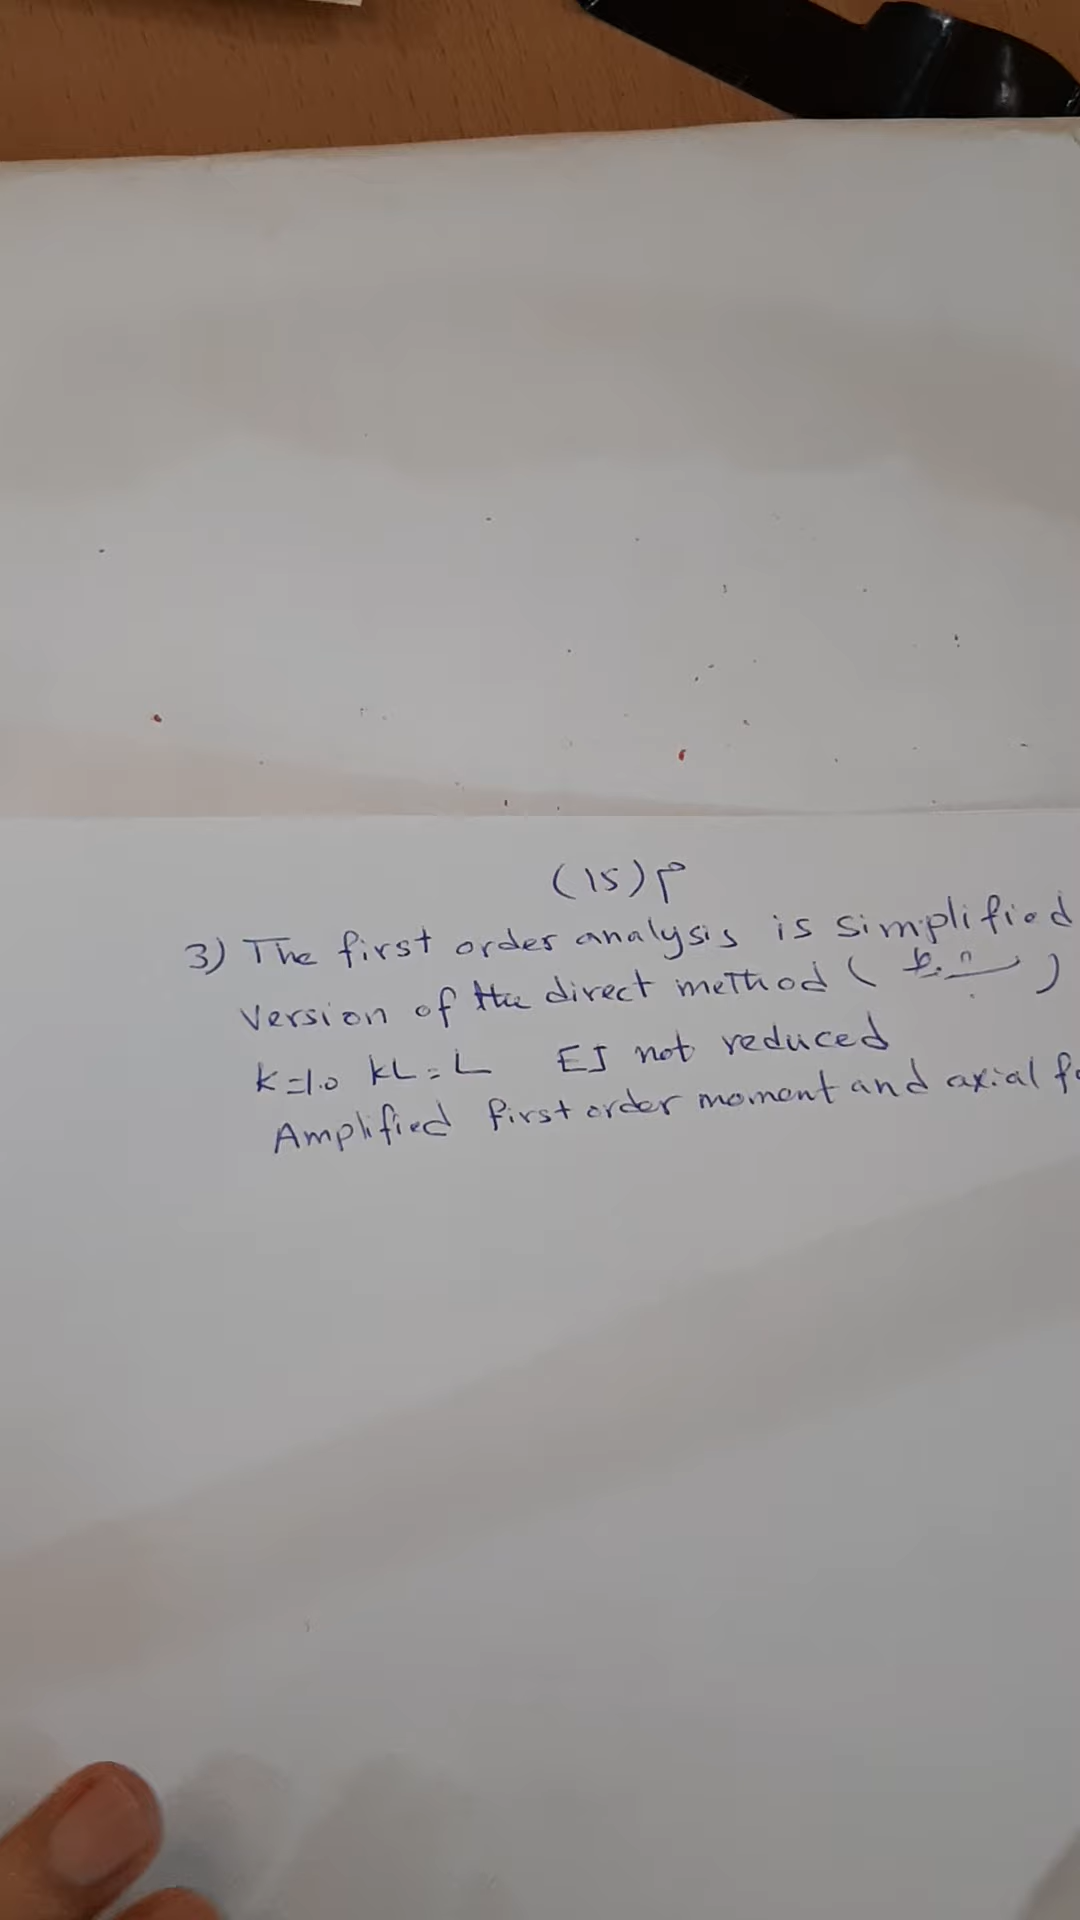 (15) م
3) The first order analysis is simplified
version of the direct method ( )
K=1.0 KL=L EI not reduced
Amplified first order moment and axial fo